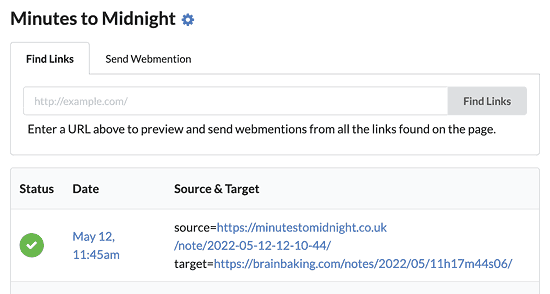 Minutes to Midnight
Find Links Send Webmention
http://example.com/ Find Links
Enter a URL above to preview and send webmentions from all the links found on the page.
Status Date Source & Target
source=https://minutestomidnight.co.uk
May 12, /note/2022-05-12-12-10-44/
11:45am target=https://brainbaking.com/notes/2022/05/11h17m44s06/